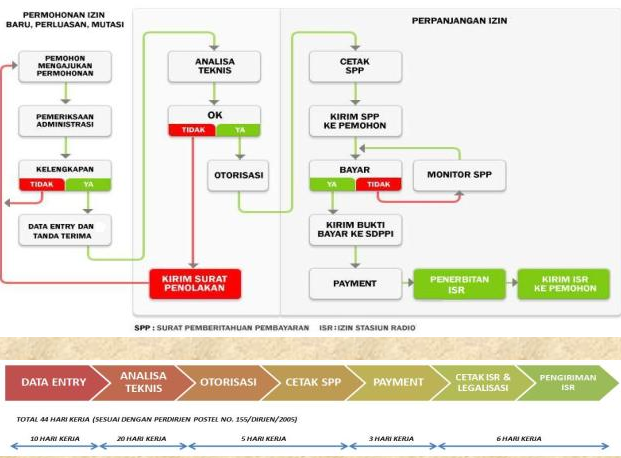 PERMOHONAN IZIN
BARU, PERLUASAN, MUTASI
PEMOHON
MENGAJUKAN
PERMOHONAN
PEMERIKSAAN
ADMINISTRASI
KELENGKAPAN
TIDAK
YA
DATA ENTRY DAN
TANDA TERIMA
ANALISA
TEKNIS
OK
TIDAK
YA
OTORISASI
KIRIM SURAT
PENOLAKAN
PERPANJANGAN IZIN
CETAK
SPP
KIRIM SPP
KE PEMOHON
BAYAR
YA
TIDAK
MONITOR SPP
KIRIM BUKTI
BAYAR KE SDPPI
PAYMENT
PENERBITAN
ISR
KIRIM ISR
KE PEMOHON
SPP : SURAT PEMBERITAHUAN PEMBAYARAN ISR : IZIN STASIUN RADIO
DATA ENTRY
ANALISA
TEKNIS
OTORISASI
CETAK SPP
PAYMENT
CETAK ISR &
LEGALISASI
PENGIRIMAN
ISR
TOTAL 44 HARI KERJA (SESUAI DENGAN PERDIRJEN POSTEL NO. 155/DIRJEN/2005)
10 HARI KERJA
20 HARI KERJA
5 HARI KERJA
3 HARI KERJA
6 HARI KERJA